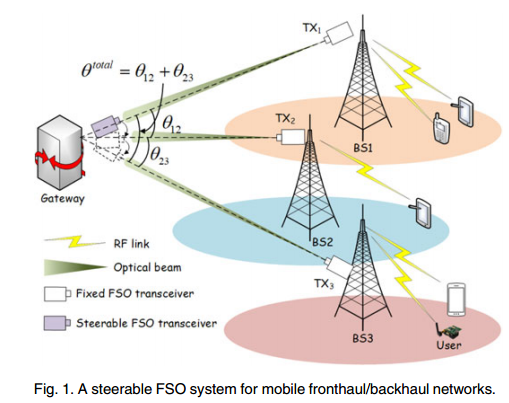 TX1
θ^total = θ12 + θ23
θ12
TX2
θ23
BS1
Gateway
BS2
RF link
Optical beam
TX3
Fixed FSO transceiver
Steerable FSO transceiver
BS3
User
Fig. 1. A steerable FSO system for mobile fronthaul/backhaul networks.